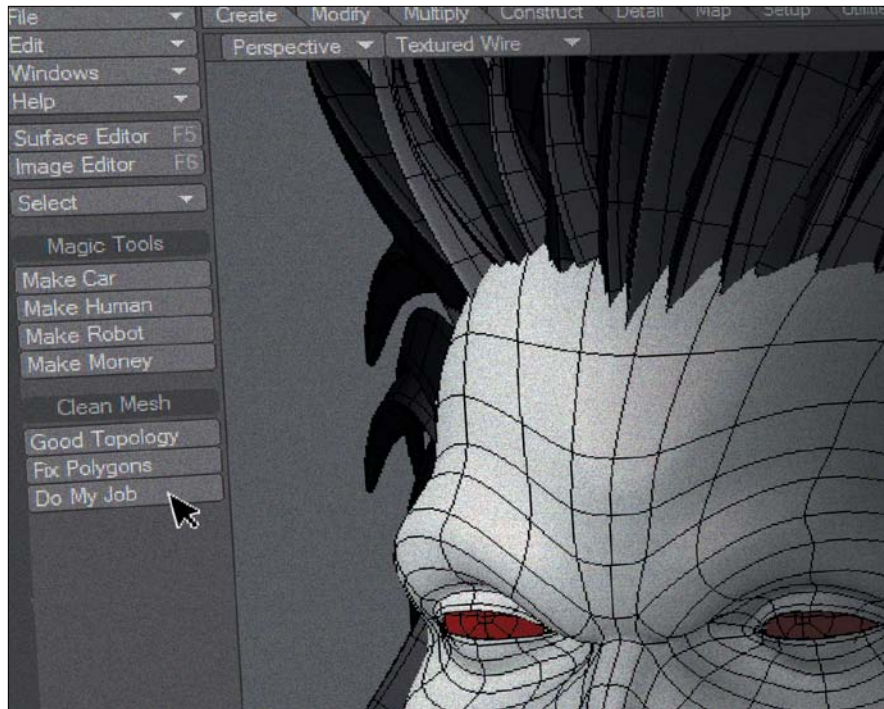 File
Create Modify Multiply Construct Detail Map Setup Utilities
Edit
Perspective Textured Wire
Windows
Help
Surface Editor F5
Image Editor F6
Select
Magic Tools
Make Car
Make Human
Make Robot
Make Money
Clean Mesh
Good Topology
Fix Polygons
Do My Job